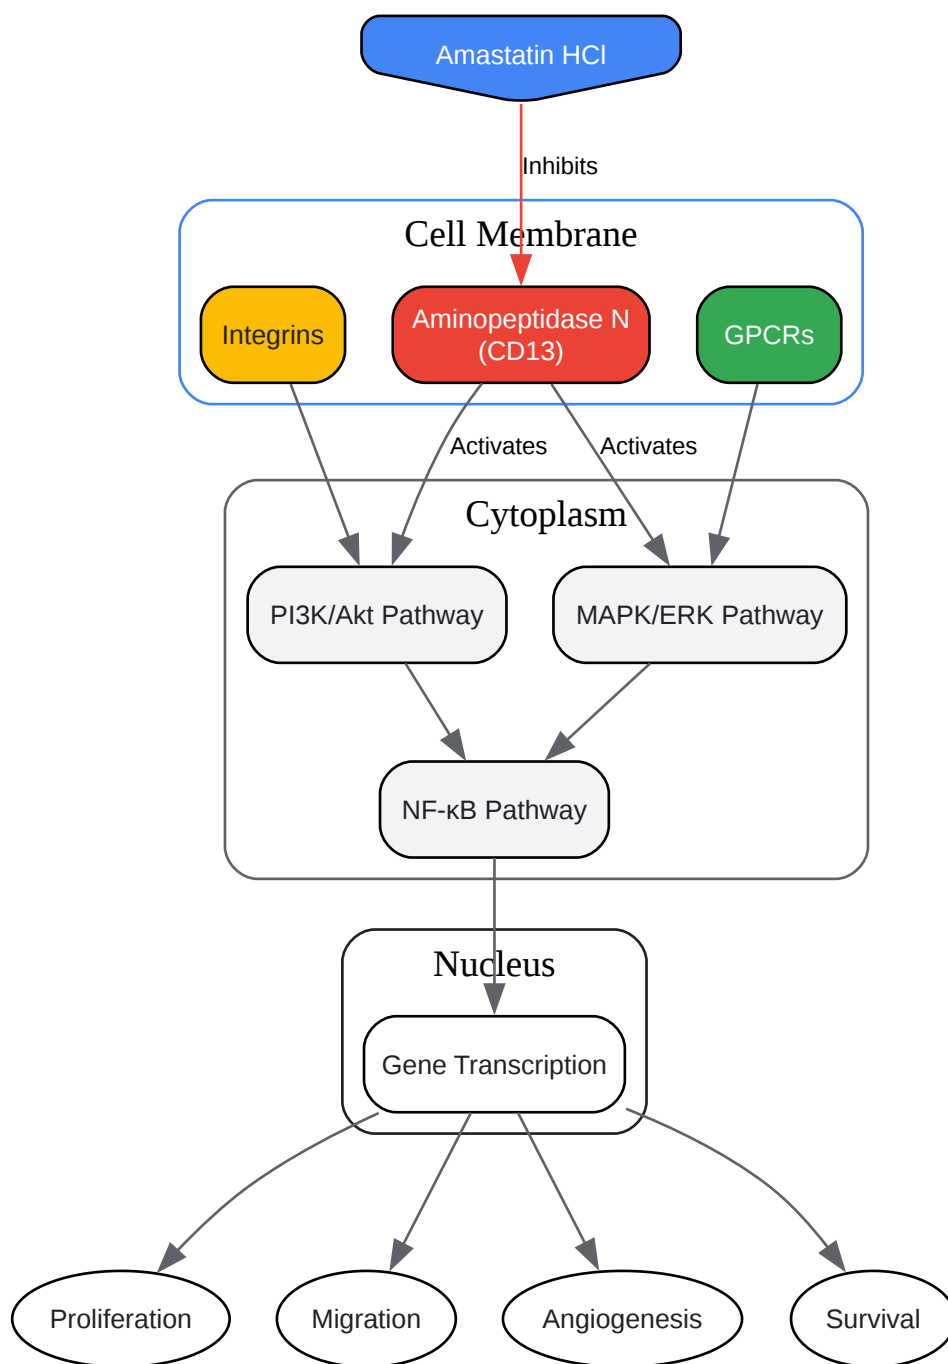 Amastatin HCl
Inhibits
Cell Membrane
Integrins
Aminopeptidase N
(CD13)
GPCRs
Activates
Activates
Cytoplasm
PI3K/Akt Pathway
MAPK/ERK Pathway
NF-κB Pathway
Nucleus
Gene Transcription
Proliferation
Migration
Angiogenesis
Survival